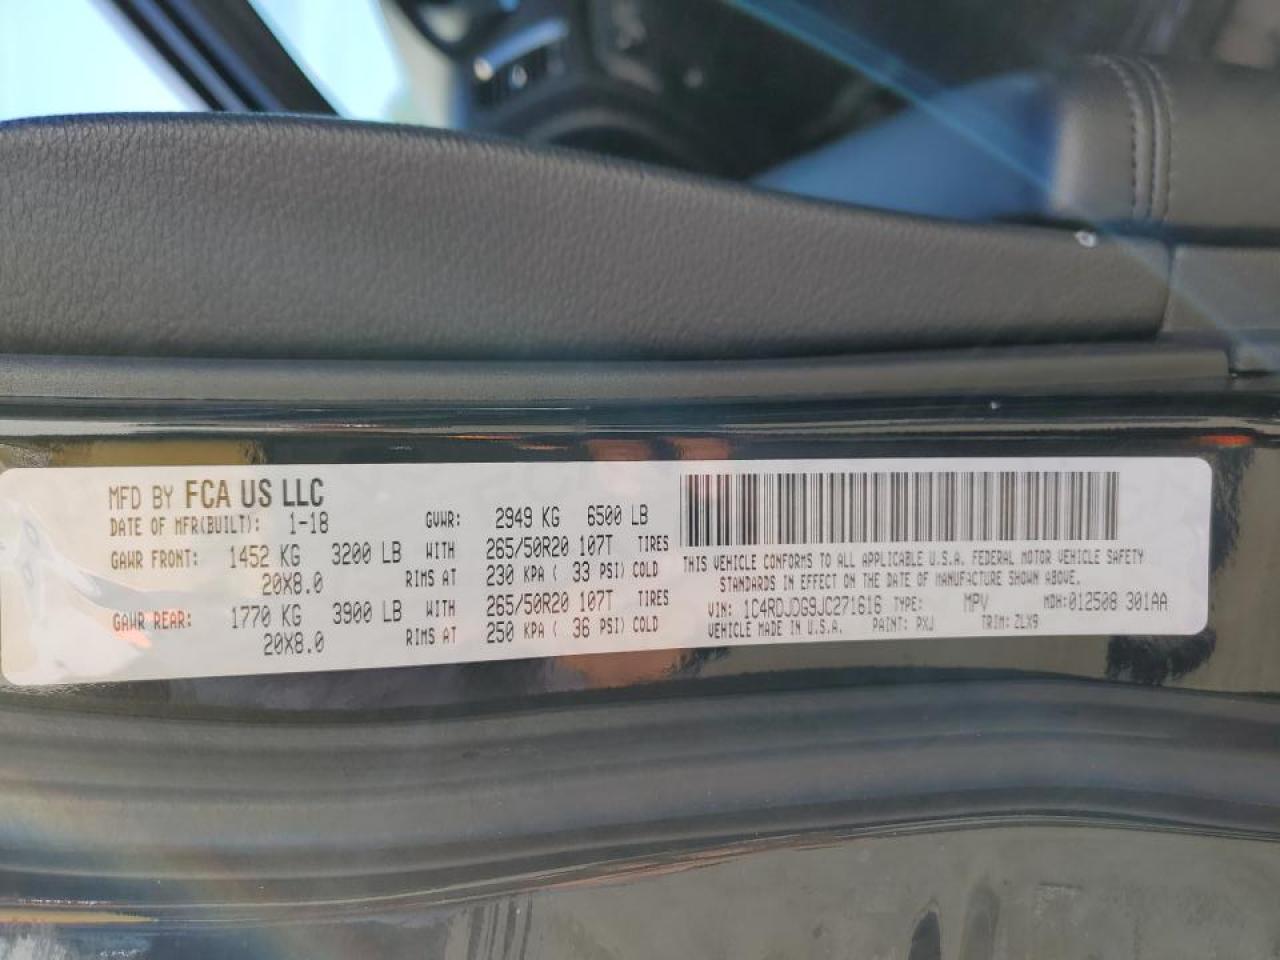 MFD BY FCA US LLC
DATE OF MFR(BUILT): 1-18 GVWR: 2949 KG 6500 LB
GAWR FRONT: 1452 KG 3200 LB WITH 265/50R20 107T TIRES
20X8.0 RIMS AT 230 KPA ( 33 PSI) COLD
GAWR REAR: 1770 KG 3900 LB WITH 265/50R20 107T TIRES
20X8.0 RIMS AT 250 KPA ( 36 PSI) COLD
THIS VEHICLE CONFORMS TO ALL APPLICABLE U.S.A. FEDERAL MOTOR VEHICLE SAFETY
STANDARDS IN EFFECT ON THE DATE OF MANUFACTURE SHOWN ABOVE.
VIN: 1C4RDJDG9JC271616 TYPE: MPV MDH:012508 301AA
VEHICLE MADE IN U.S.A. PAINT: PXJ TRIM: ZLX9